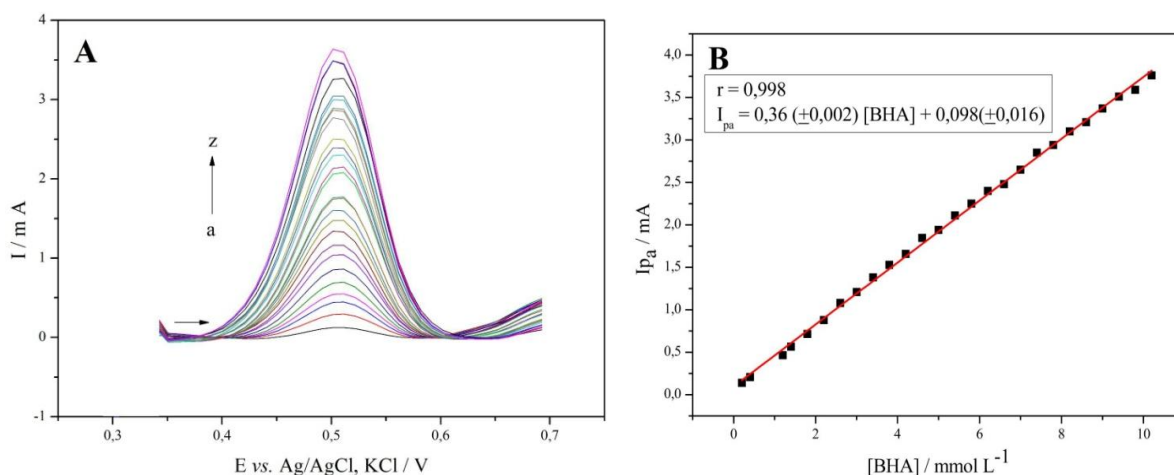 A
4
3
2
1
0
-1
I / m A
z
a
0,3 0,4 0,5 0,6 0,7
E vs. Ag/AgCl, KCl / V
B
r = 0,998
I_pa = 0,36 (±0,002) [BHA] + 0,098(±0,016)
4,0
3,5
3,0
2,5
2,0
1,5
1,0
0,5
0,0
Ip_a / mA
0 2 4 6 8 10
[BHA] / mmol L^-1